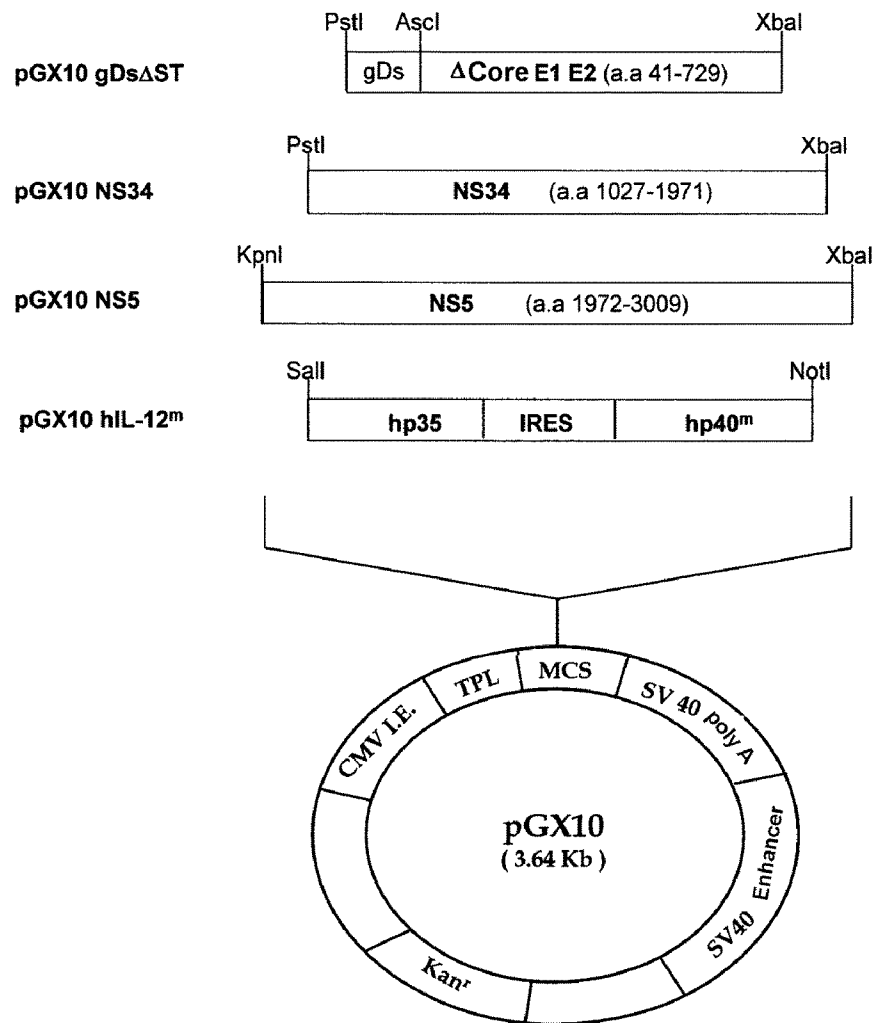 PstI AscI XbaI
pGX10 gDsΔST gDs ΔCore E1 E2 (a.a 41-729)
PstI XbaI
pGX10 NS34 NS34 (a.a 1027-1971)
KpnI XbaI
pGX10 NS5 NS5 (a.a 1972-3009)
SalI NotI
pGX10 hIL-12ᵐ hp35 IRES hp40ᵐ
CMV I.E. TPL MCS SV 40 poly A
SV40 Enhancer
Kanʳ
pGX10
( 3.64 Kb )